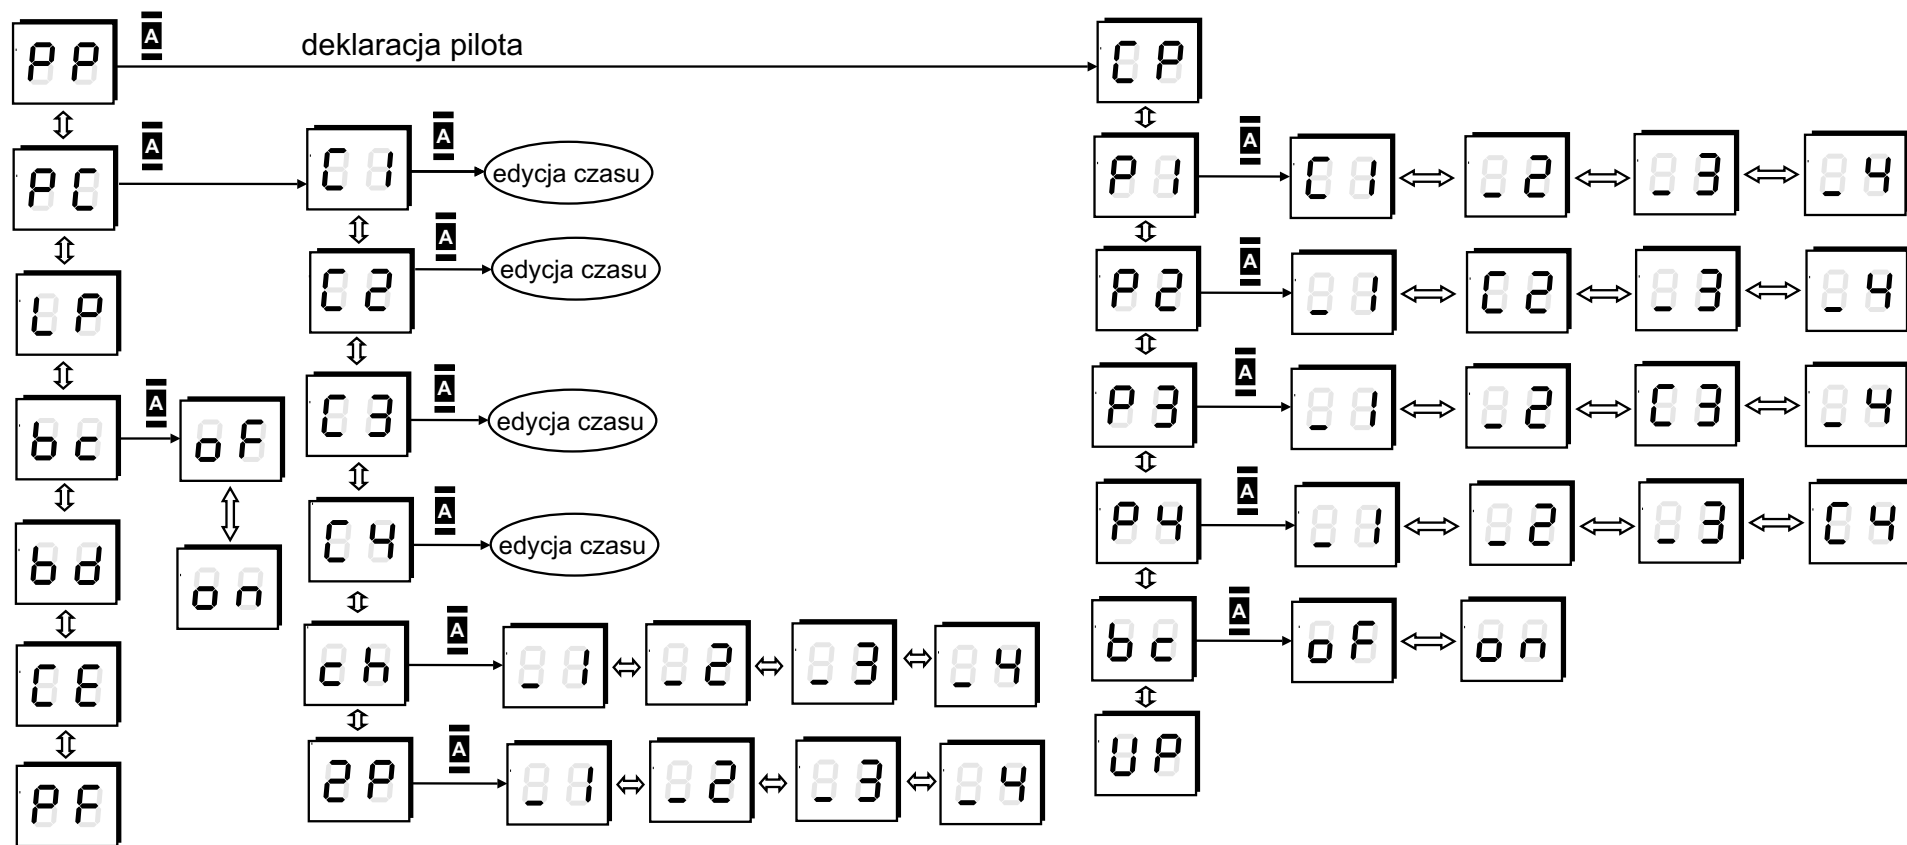 PP A deklaracja pilota CP
PC A C1 A edycja czasu
P1 A C1 _2 _3 _4
C2 A edycja czasu
P2 A _1 C2 _3 _4
LP
C3 A edycja czasu
P3 A _1 _2 C3 _4
bc A oF
on
C4 A edycja czasu
P4 A _1 _2 _3 C4
bd
ch A _1 _2 _3 _4
bc A oF on
CE
2P A _1 _2 _3 _4
UP
PF